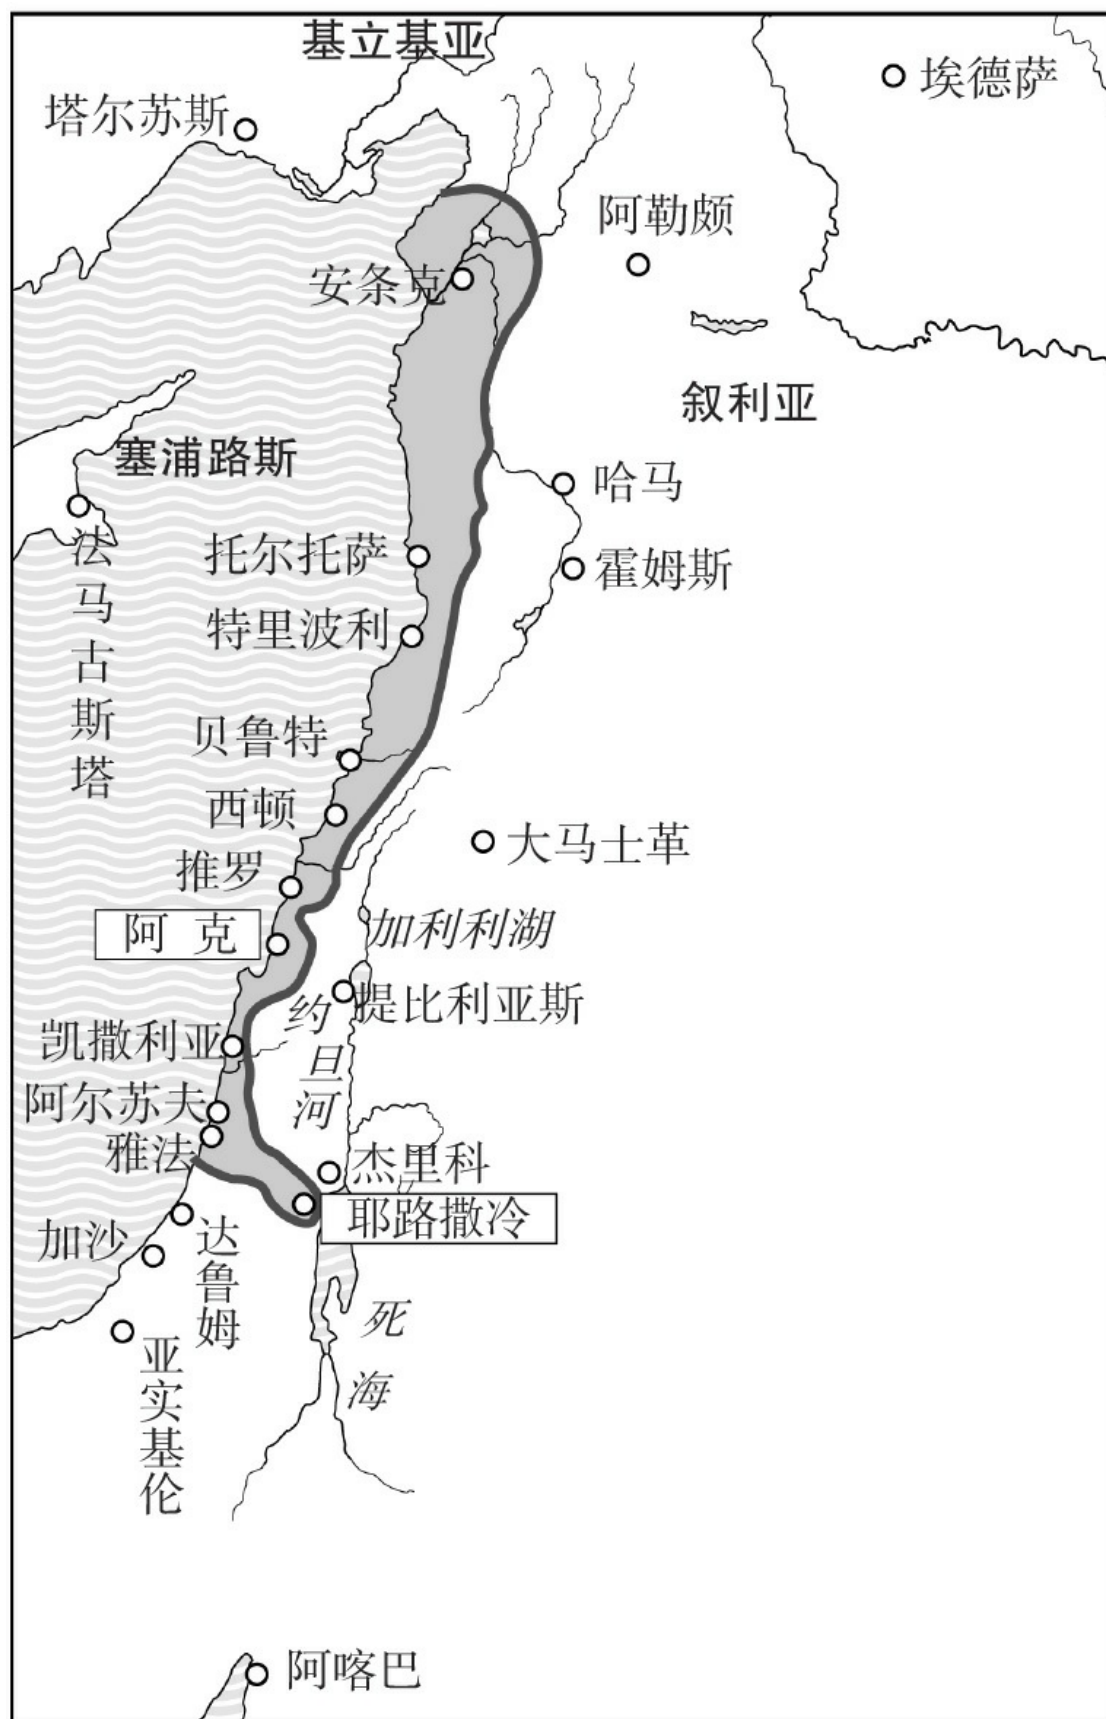 基立基亚
埃德萨
塔尔苏斯
阿勒颇
安条克
叙利亚
塞浦路斯
哈马
法马古斯塔
托尔托萨
霍姆斯
特里波利
贝鲁特
西顿
大马士革
推罗
阿克
加利利湖
提比利亚斯
约旦河
凯撒利亚
阿尔苏夫
雅法
杰里科
耶路撒冷
加沙
达鲁姆
死海
亚实基伦
阿喀巴